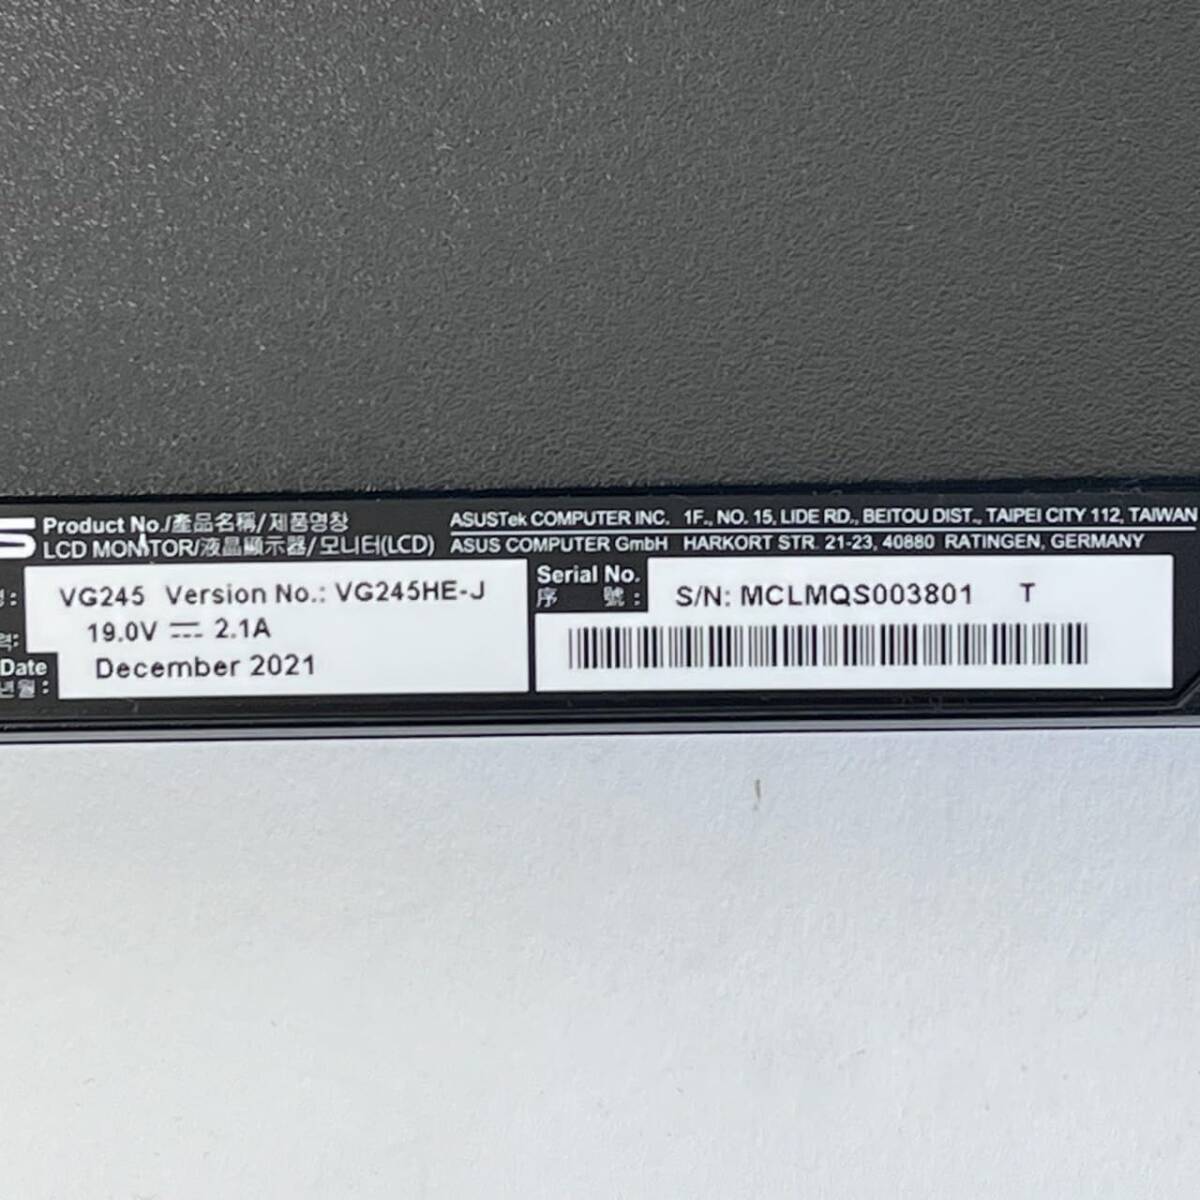 Product No./產品名稱/제품명칭
LCD MONITOR/液晶顯示器/모니터(LCD)
ASUSTek COMPUTER INC. 1F., NO. 15, LIDE RD., BEITOU DIST., TAIPEI CITY 112, TAIWAN
ASUS COMPUTER GmbH HARKORT STR. 21-23, 40880 RATINGEN, GERMANY
VG245 Version No.: VG245HE-J
19.0V ⎓ 2.1A
Date December 2021
년월:
Serial No.
序 號:
S/N: MCLMQS003801 T